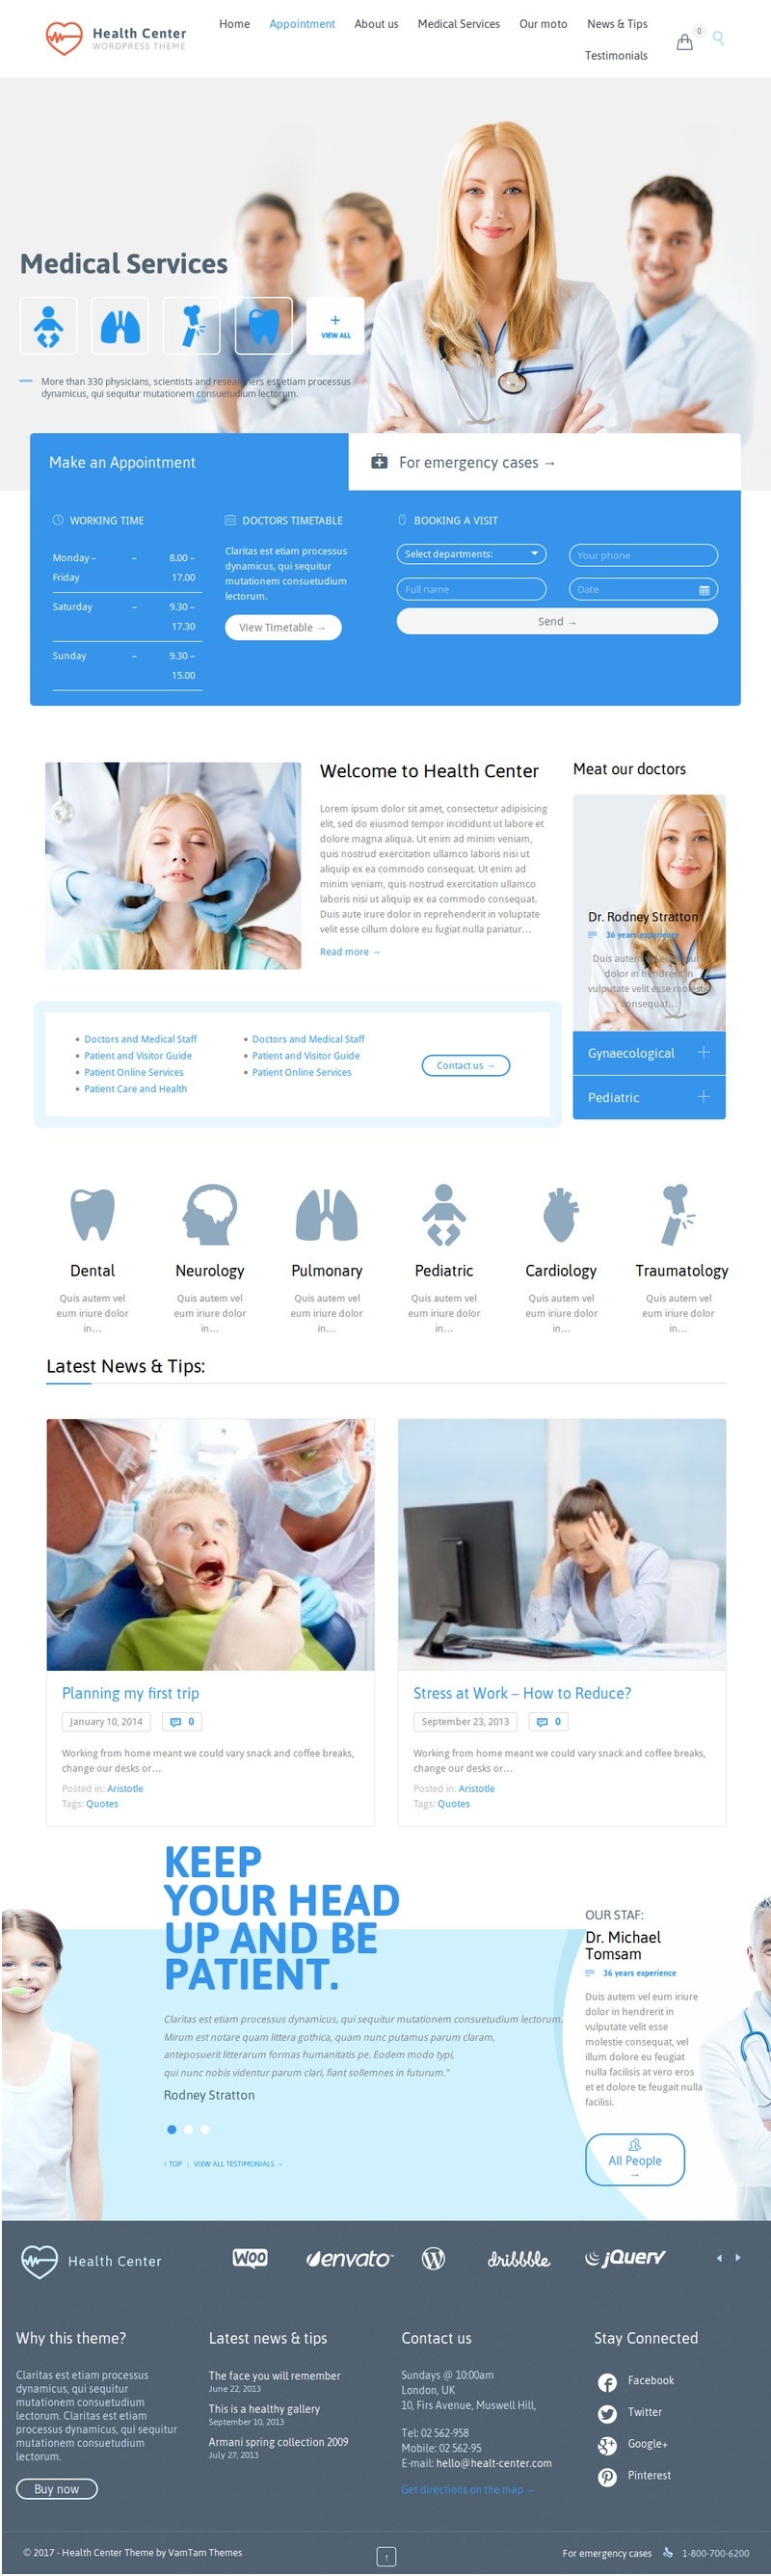 Health Center
WORDPRESS THEME
Home
Appointment
About us
Medical Services
Our moto
News & Tips
Testimonials
0
Medical Services
+
VIEW ALL
More than 330 physicians, scientists and researchers est etiam processus
dynamicus, qui sequitur mutationem consuetudium lectorum.
Make an Appointment
For emergency cases →
WORKING TIME
Monday – Friday – 8.00 – 17.00
Saturday – 9.30 – 17.30
Sunday – 9.30 – 15.00
DOCTORS TIMETABLE
Claritas est etiam processus
dynamicus, qui sequitur
mutationem consuetudium
lectorum.
View Timetable →
BOOKING A VISIT
Select departments:
Your phone
Full name
Date
Send →
Welcome to Health Center
Lorem ipsum dolor sit amet, consectetur adipisicing
elit, sed do eiusmod tempor incididunt ut labore et
dolore magna aliqua. Ut enim ad minim veniam,
quis nostrud exercitation ullamco laboris nisi ut
aliquip ex ea commodo consequat. Ut enim ad
minim veniam, quis nostrud exercitation ullamco
laboris nisi ut aliquip ex ea commodo consequat.
Duis aute irure dolor in reprehenderit in voluptate
velit esse cillum dolore eu fugiat nulla pariatur…
Read more →
Meat our doctors
Dr. Rodney Stratton
36 years experience
Duis autem
dolor in hendrerit in
vulputate velit esse molestie
consequat…
Gynaecological
Pediatric
Doctors and Medical Staff
Patient and Visitor Guide
Patient Online Services
Patient Care and Health
Doctors and Medical Staff
Patient and Visitor Guide
Patient Online Services
Contact us →
Dental
Quis autem vel
eum iriure dolor
in…
Neurology
Quis autem vel
eum iriure dolor
in…
Pulmonary
Quis autem vel
eum iriure dolor
in…
Pediatric
Quis autem vel
eum iriure dolor
in…
Cardiology
Quis autem vel
eum iriure dolor
in…
Traumatology
Quis autem vel
eum iriure dolor
in…
Latest News & Tips:
Planning my first trip
January 10, 2014
0
Working from home meant we could vary snack and coffee breaks,
change our desks or…
Posted in: Aristotle
Tags: Quotes
Stress at Work – How to Reduce?
September 23, 2013
0
Working from home meant we could vary snack and coffee breaks,
change our desks or…
Posted in: Aristotle
Tags: Quotes
KEEP
YOUR HEAD
UP AND BE
PATIENT.
Claritas est etiam processus dynamicus, qui sequitur mutationem consuetudium lectorum.
Mirum est notare quam littera gothica, quam nunc putamus parum claram,
anteposuerit litterarum formas humanitatis pe. Eodem modo typi,
qui nunc nobis videntur parum clari, fiant sollemnes in futurum."
Rodney Stratton
↑ TOP | VIEW ALL TESTIMONIALS →
OUR STAF:
Dr. Michael
Tomsam
36 years experience
Duis autem vel eum iriure
dolor in hendrerit in
vulputate velit esse
molestie consequat, vel
illum dolore eu feugiat
nulla facilisis at vero eros
et et dolore te feugait nulla
facilisi.
All People
→
Health Center
WOO
envato™
W
dribbble
jQuery
Why this theme?
Claritas est etiam processus
dynamicus, qui sequitur
mutationem consuetudium
lectorum. Claritas est etiam
processus dynamicus, qui sequitur
mutationem consuetudium
lectorum.
Buy now
Latest news & tips
The face you will remember
June 22, 2013
This is a healthy gallery
September 10, 2013
Armani spring collection 2009
July 27, 2013
Contact us
Sundays @ 10:00am
London, UK
10, Firs Avenue, Muswell Hill,
Tel: 02 562-958
Mobile: 02 562-95
E-mail: hello@healt-center.com
Get directions on the map →
Stay Connected
Facebook
Twitter
Google+
Pinterest
© 2017 - Health Center Theme by VamTam Themes
↑
For emergency cases
1-800-700-6200